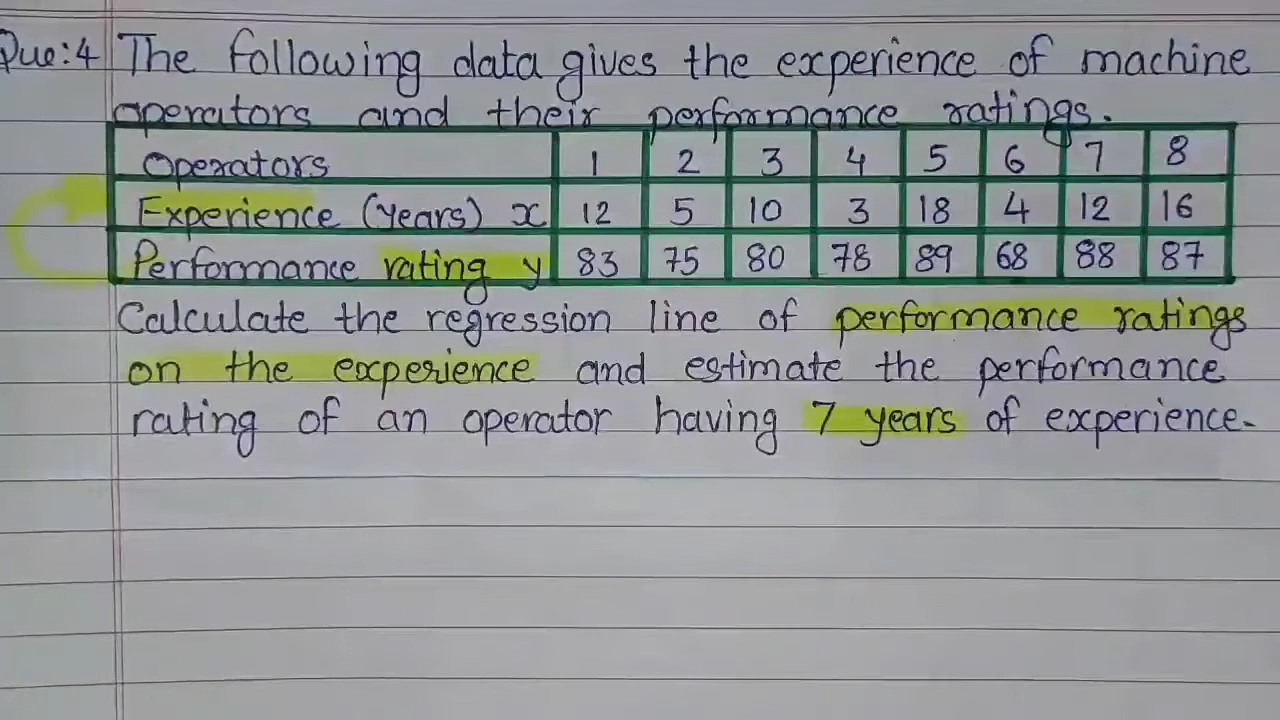 Que:4 The following data gives the experience of machine
operators and their performance ratings.
Operators 1 2 3 4 5 6 7 8
Experience (years) x 12 5 10 3 18 4 12 16
Performance rating y 83 75 80 78 89 68 88 87
Calculate the regression line of performance ratings
on the experience and estimate the performance
rating of an operator having 7 years of experience.